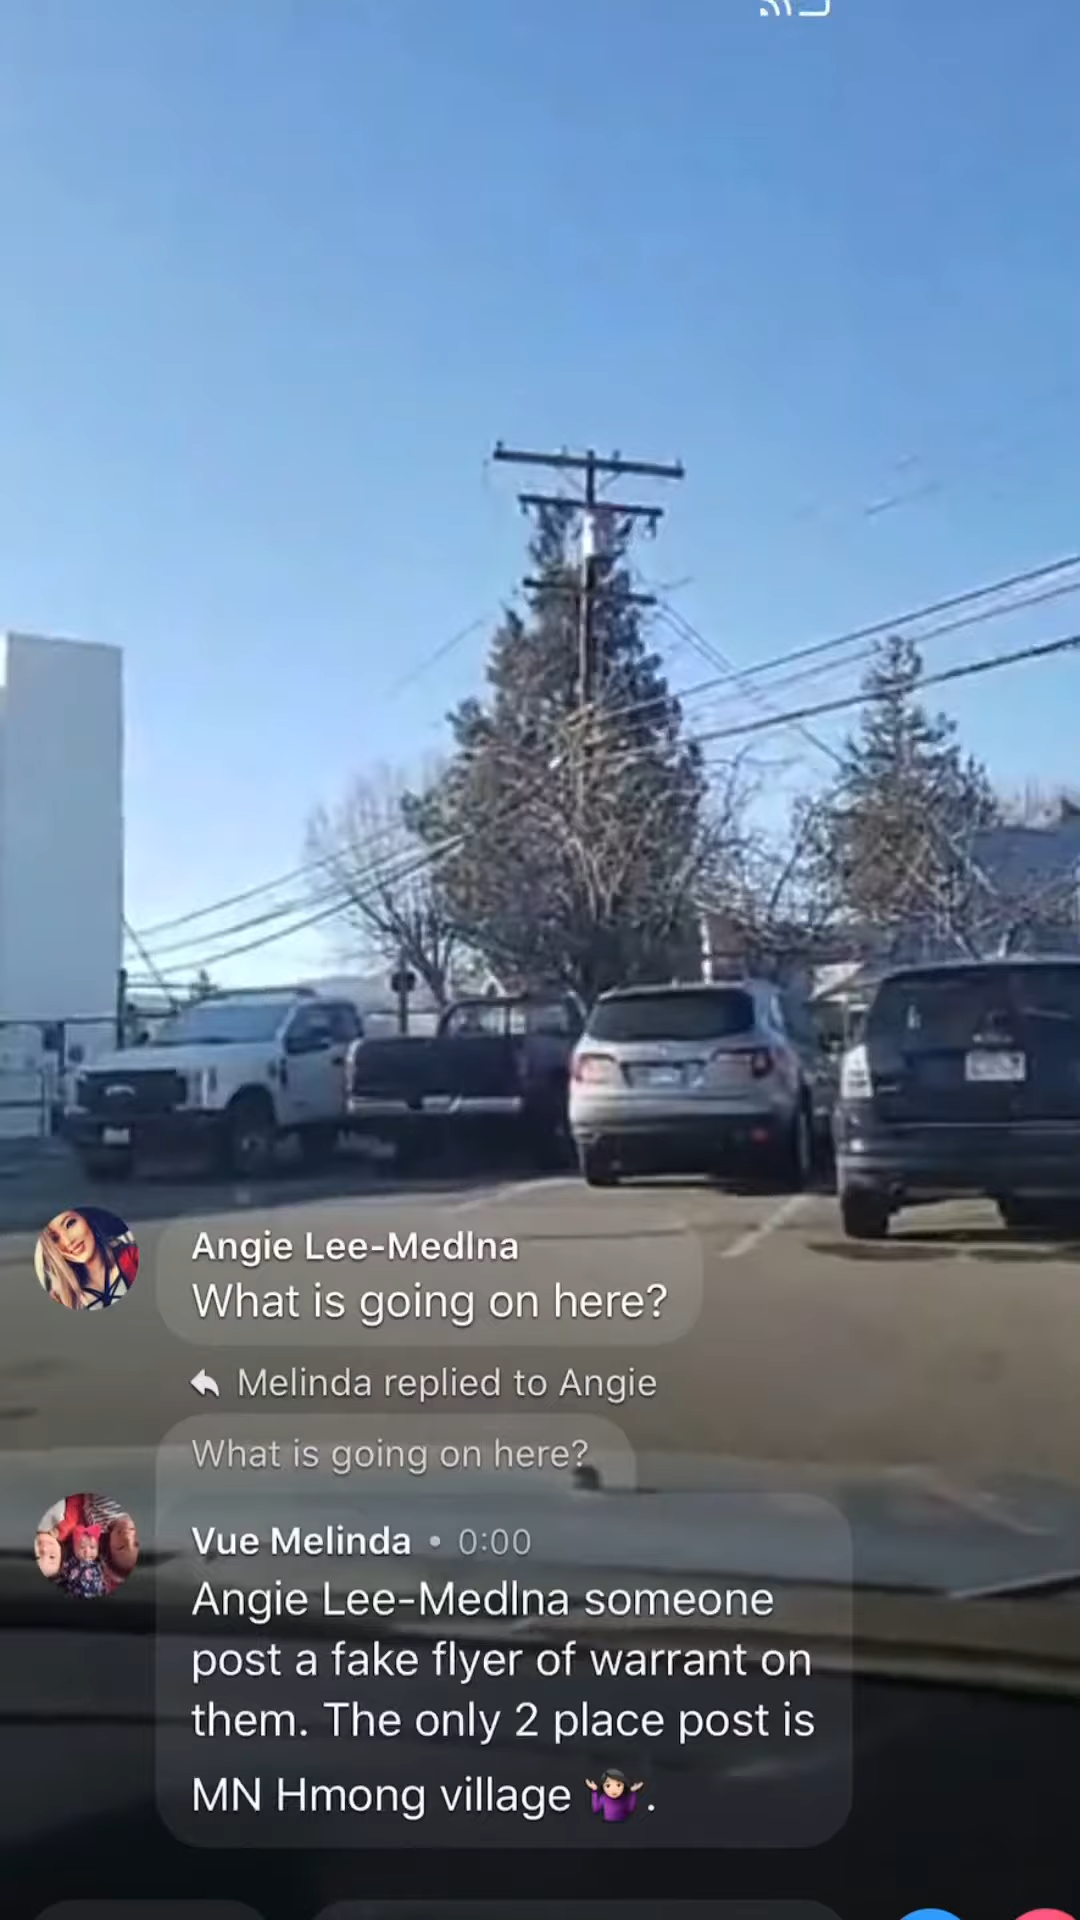 Angie Lee-Medlna
What is going on here?
Melinda replied to Angie
What is going on here?
Vue Melinda • 0:00
Angie Lee-Medlna someone
post a fake flyer of warrant on
them. The only 2 place post is
MN Hmong village 🤷🏻‍♀️.